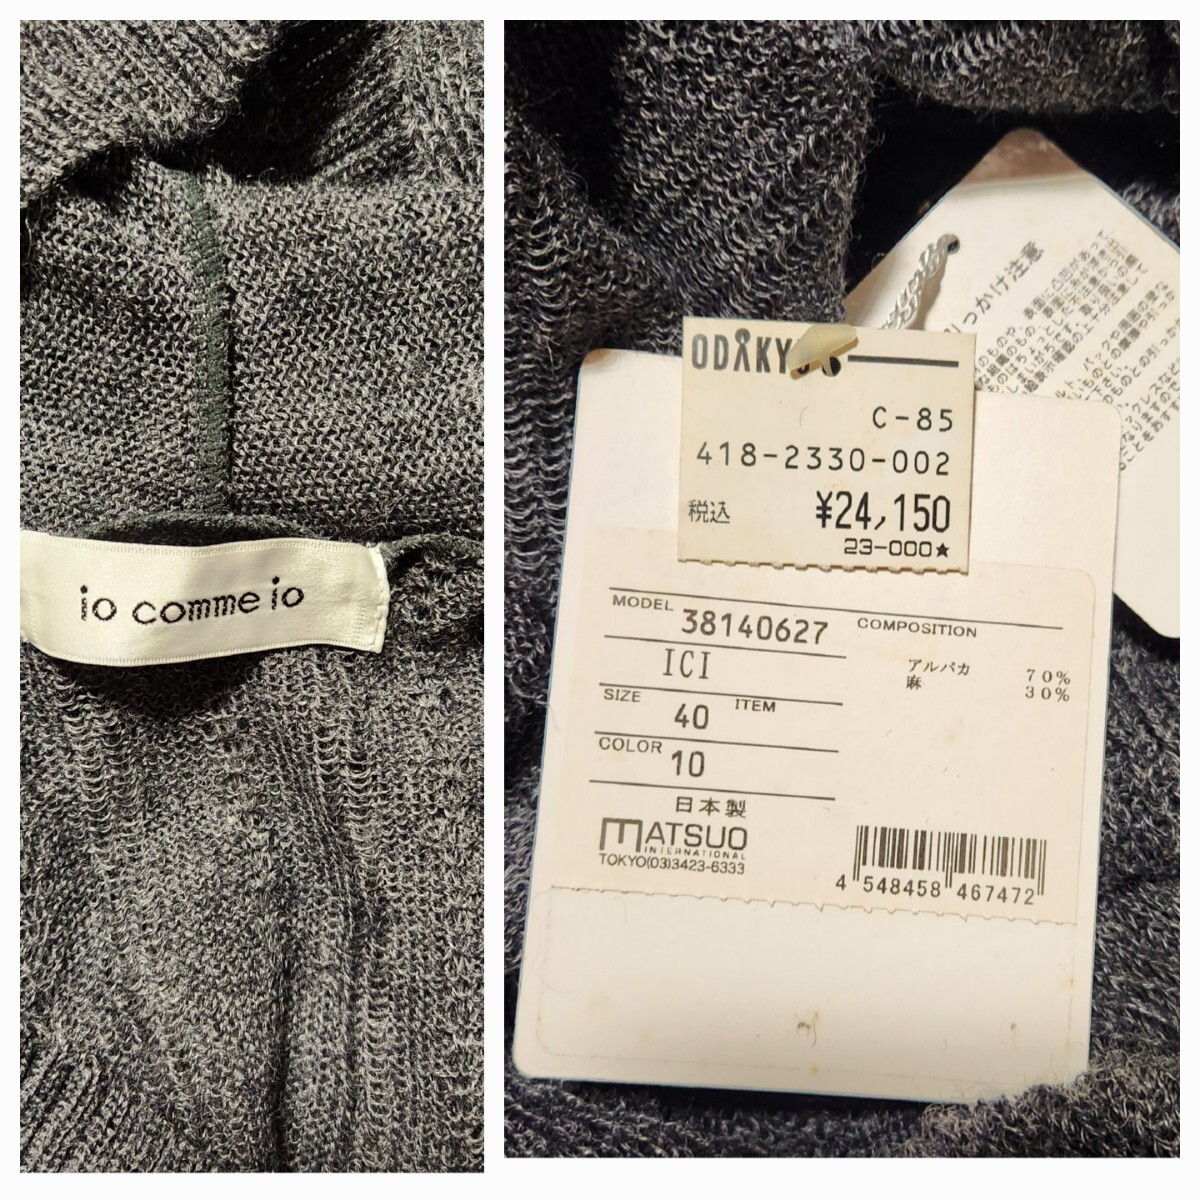 io comme io
ODAKYU
C-85
418-2330-002
税込 ¥24,150
23-000★
MODEL 38140627
ICI
SIZE 40 ITEM
COLOR 10
COMPOSITION
アルパカ 70%
麻 30%
日本製
MATSUO
INTERNATIONAL
TOKYO(03)3423-6333
4 548458 467472
引っかけ注意